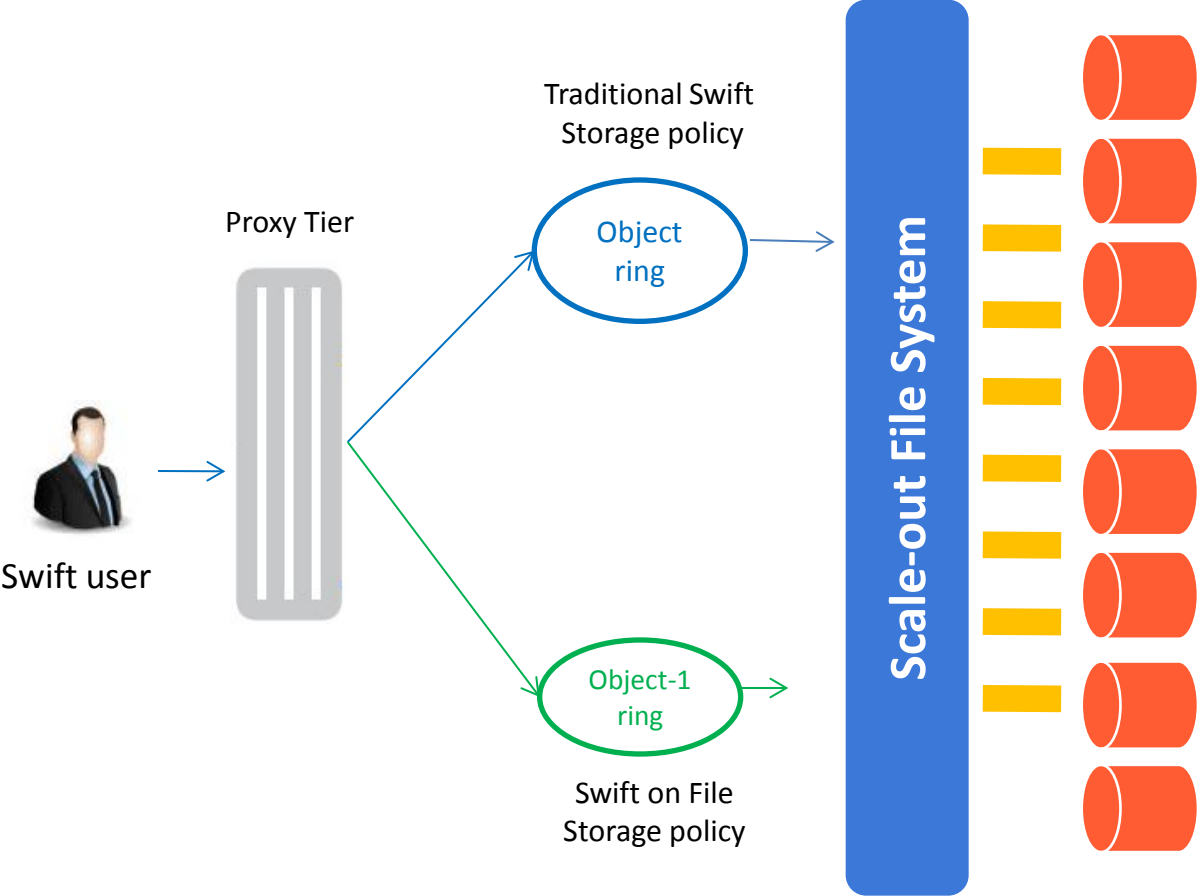 Traditional Swift
Storage policy
Proxy Tier
Object
ring
Scale-out File System
Swift user
Object-1
ring
Swift on File
Storage policy